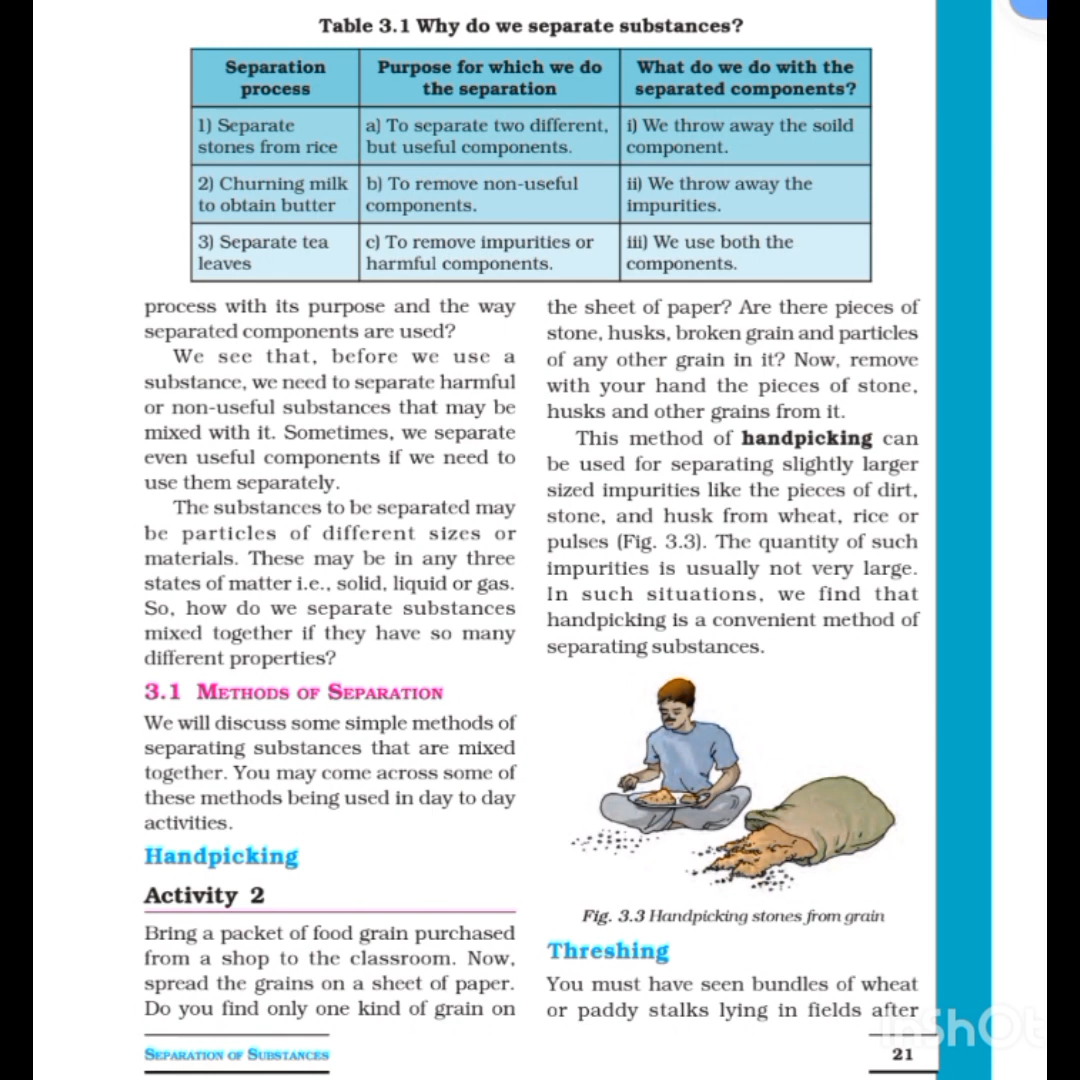 Table 3.1 Why do we separate substances?
Separation
process
Purpose for which we do
the separation
What do we do with the
separated components?
1) Separate
stones from rice
a) To separate two different,
but useful components.
i) We throw away the soild
component.
2) Churning milk
to obtain butter
b) To remove non-useful
components.
ii) We throw away the
impurities.
3) Separate tea
leaves
c) To remove impurities or
harmful components.
iii) We use both the
components.
process with its purpose and the way
separated components are used?
We see that, before we use a
substance, we need to separate harmful
or non-useful substances that may be
mixed with it. Sometimes, we separate
even useful components if we need to
use them separately.
The substances to be separated may
be particles of different sizes or
materials. These may be in any three
states of matter i.e., solid, liquid or gas.
So, how do we separate substances
mixed together if they have so many
different properties?
3.1 METHODS OF SEPARATION
We will discuss some simple methods of
separating substances that are mixed
together. You may come across some of
these methods being used in day to day
activities.
Handpicking
Activity 2
Bring a packet of food grain purchased
from a shop to the classroom. Now,
spread the grains on a sheet of paper.
Do you find only one kind of grain on
the sheet of paper? Are there pieces of
stone, husks, broken grain and particles
of any other grain in it? Now, remove
with your hand the pieces of stone,
husks and other grains from it.
This method of handpicking can
be used for separating slightly larger
sized impurities like the pieces of dirt,
stone, and husk from wheat, rice or
pulses (Fig. 3.3). The quantity of such
impurities is usually not very large.
In such situations, we find that
handpicking is a convenient method of
separating substances.
Fig. 3.3 Handpicking stones from grain
Threshing
You must have seen bundles of wheat
or paddy stalks lying in fields after
SEPARATION OF SUBSTANCES
21
InShOt